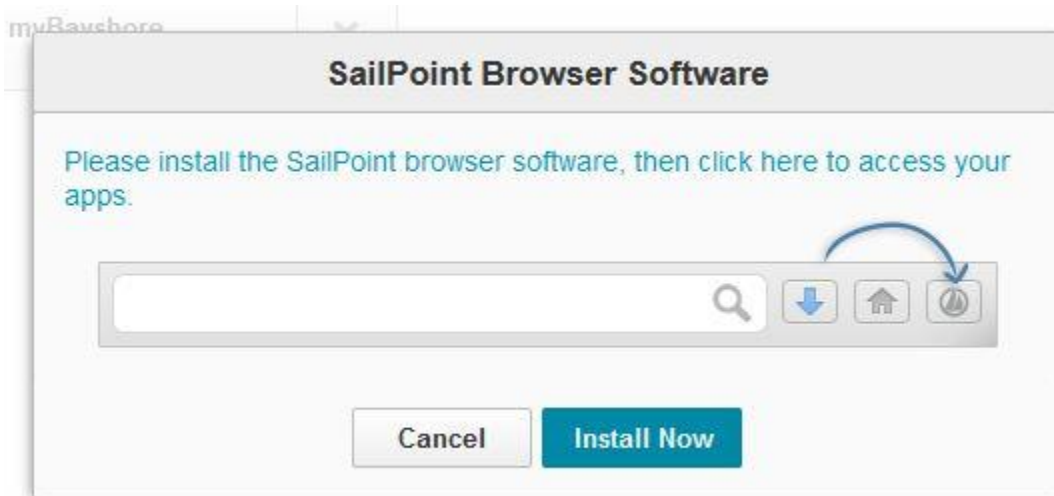 myBayshore
SailPoint Browser Software
Please install the SailPoint browser software, then click here to access your
apps.
Cancel
Install Now